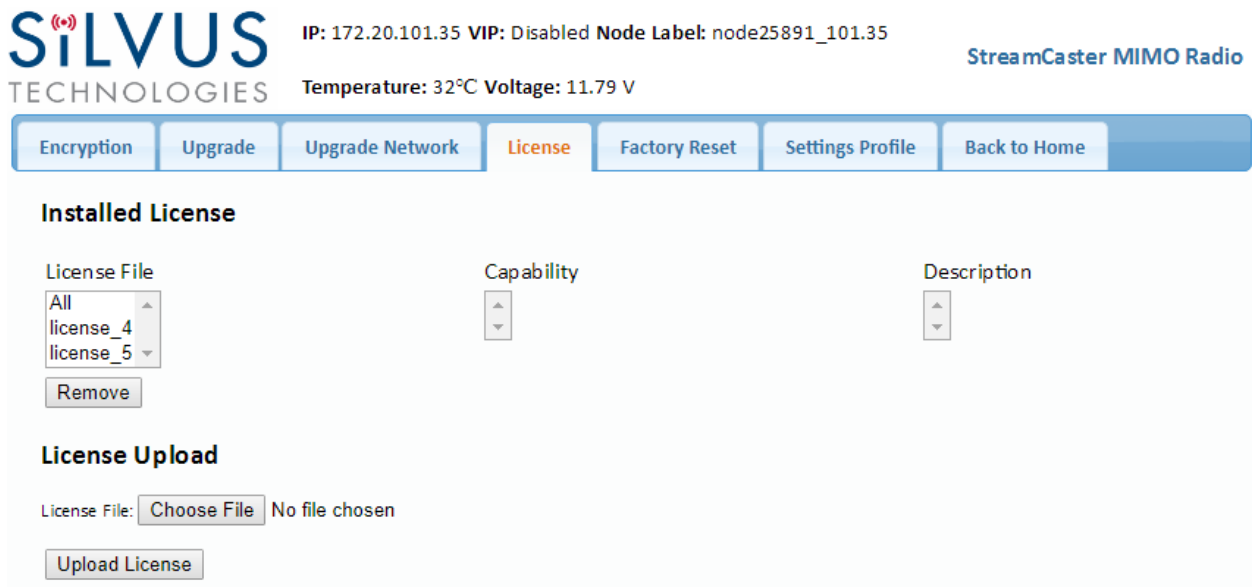 SiLVUS
TECHNOLOGIES
IP: 172.20.101.35 VIP: Disabled Node Label: node25891_101.35
Temperature: 32°C Voltage: 11.79 V
StreamCaster MIMO Radio
Encryption Upgrade Upgrade Network License Factory Reset Settings Profile Back to Home
Installed License
License File Capability Description
All
license_4
license_5
Remove
License Upload
License File: Choose File No file chosen
Upload License